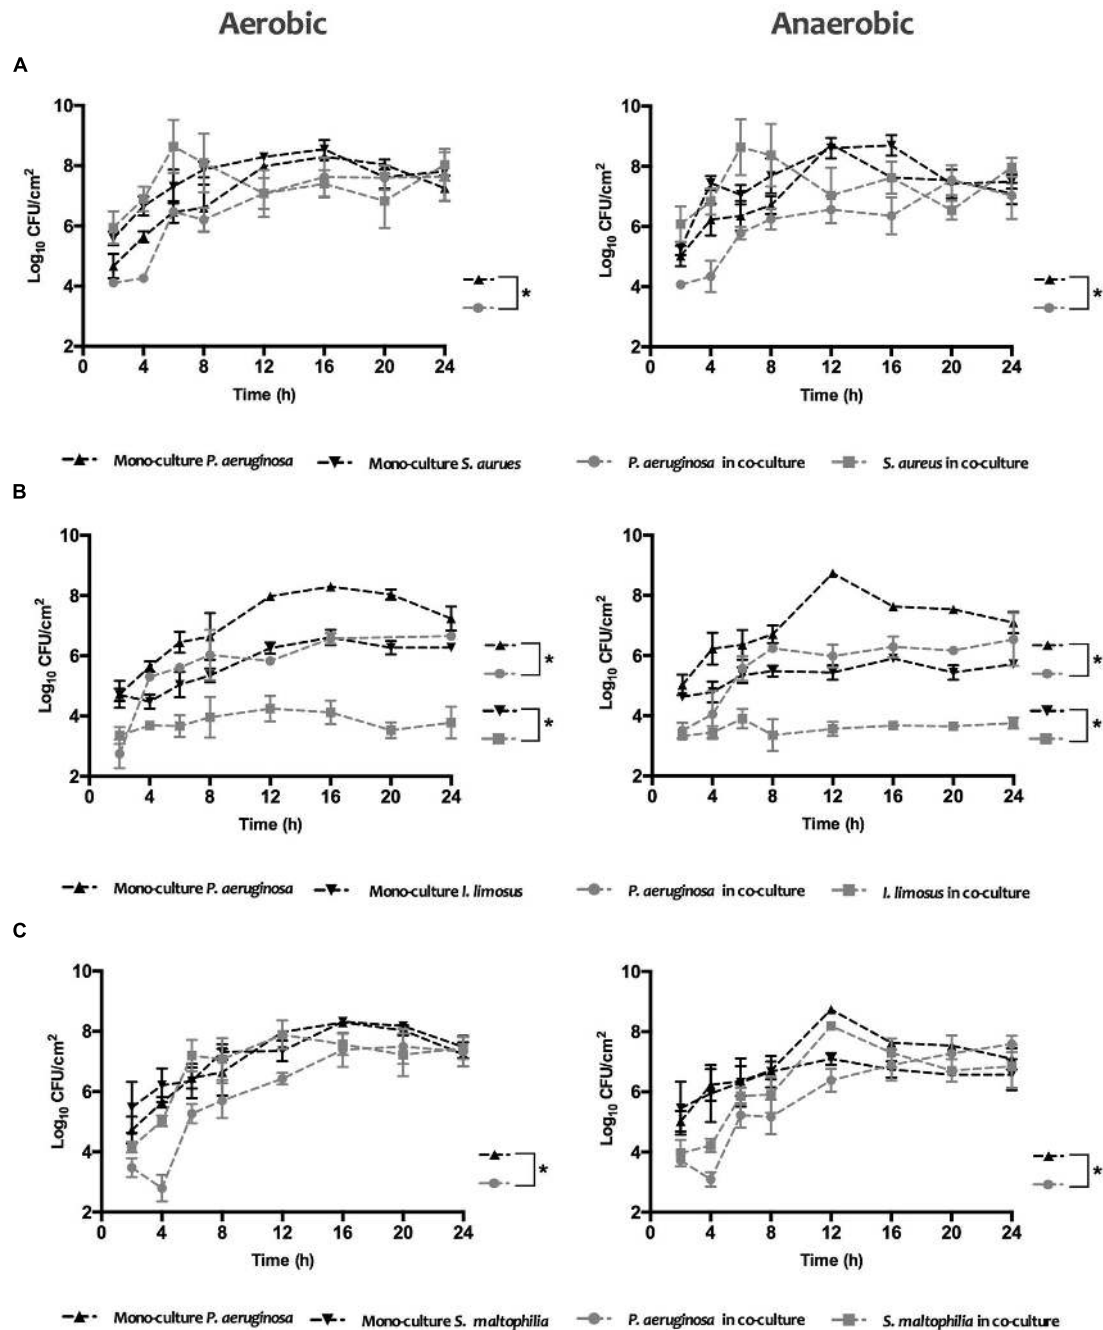 Aerobic Anaerobic
A
10 10
8 8
6 6
4 4
2 2
Log10 CFU/cm2 Log10 CFU/cm2
* *
0 4 8 12 16 20 24 0 4 8 12 16 20 24
Time (h) Time (h)
Mono-culture P. aeruginosa Mono-culture S. aurues P. aeruginosa in co-culture S. aureus in co-culture
B
10 10
8 8
6 6
4 4
2 2
Log10 CFU/cm2 Log10 CFU/cm2
* *
* *
0 4 8 12 16 20 24 0 4 8 12 16 20 24
Time (h) Time (h)
Mono-culture P. aeruginosa Mono-culture I. limosus P. aeruginosa in co-culture I. limosus in co-culture
C
10 10
8 8
6 6
4 4
2 2
Log10 CFU/cm2 Log10 CFU/cm2
* *
0 4 8 12 16 20 24 0 4 8 12 16 20 24
Time (h) Time (h)
Mono-culture P. aeruginosa Mono-culture S. maltophilia P. aeruginosa in co-culture S. maltophilia in co-culture